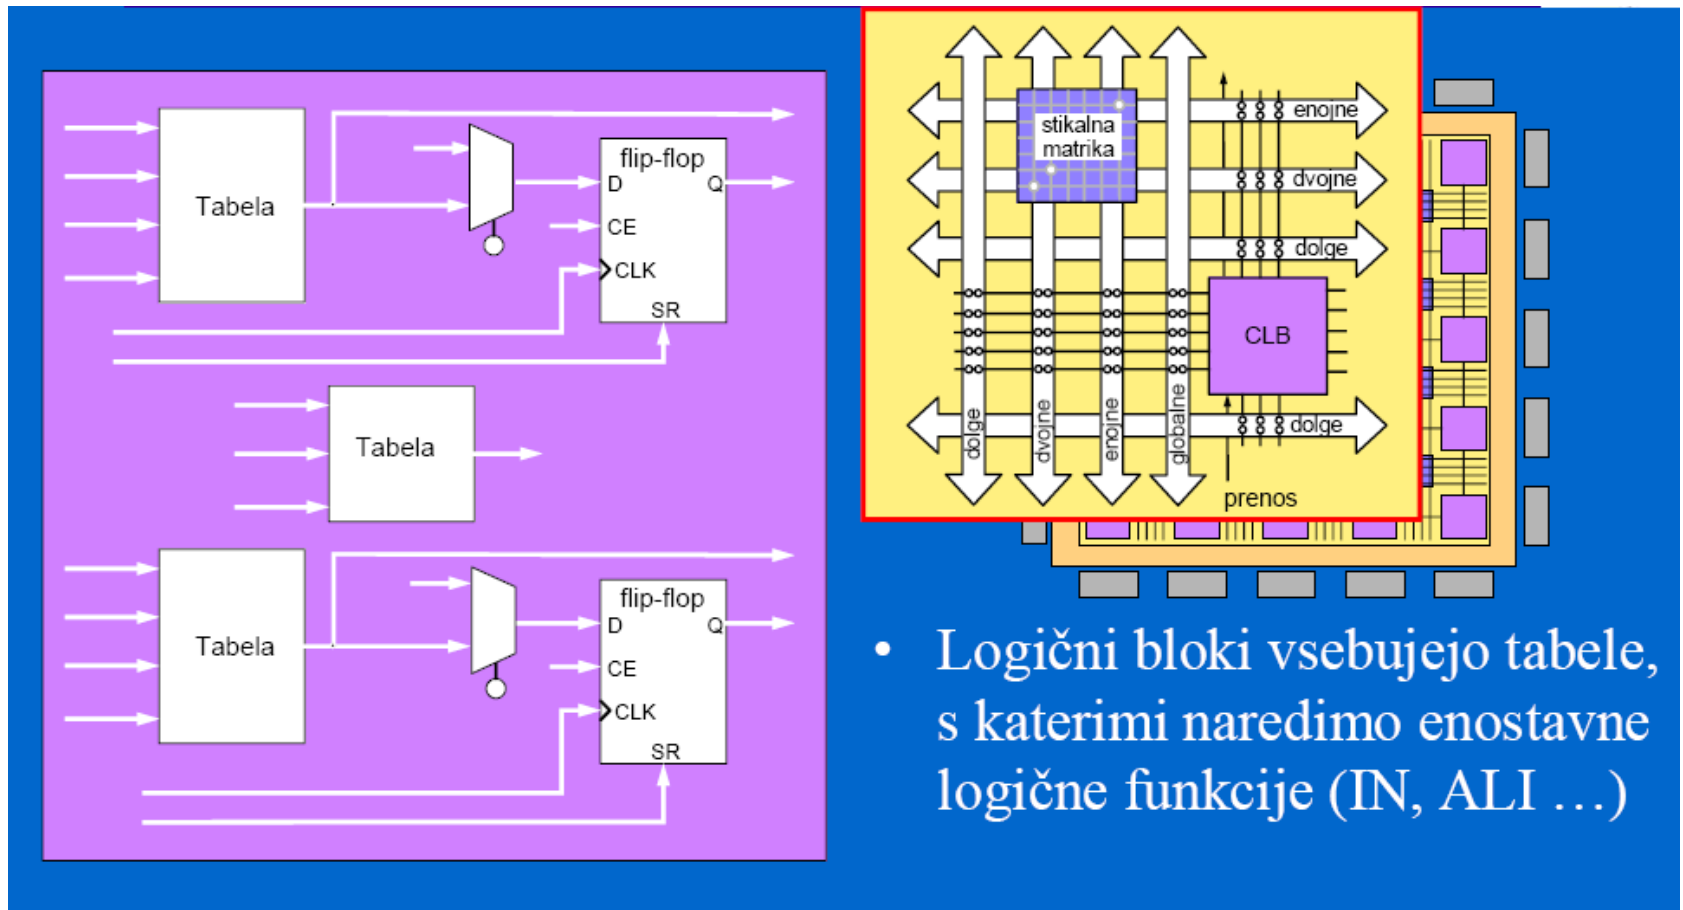 Tabela
flip-flop
D
Q
CE
CLK
SR
Tabela
Tabela
flip-flop
D
Q
CE
CLK
SR
stikalna
matrika
enojne
dvojne
dolge
CLB
dolge
dolge
dvojne
enojne
globalne
prenos
• Logični bloki vsebujejo tabele,
s katerimi naredimo enostavne
logične funkcije (IN, ALI ...)